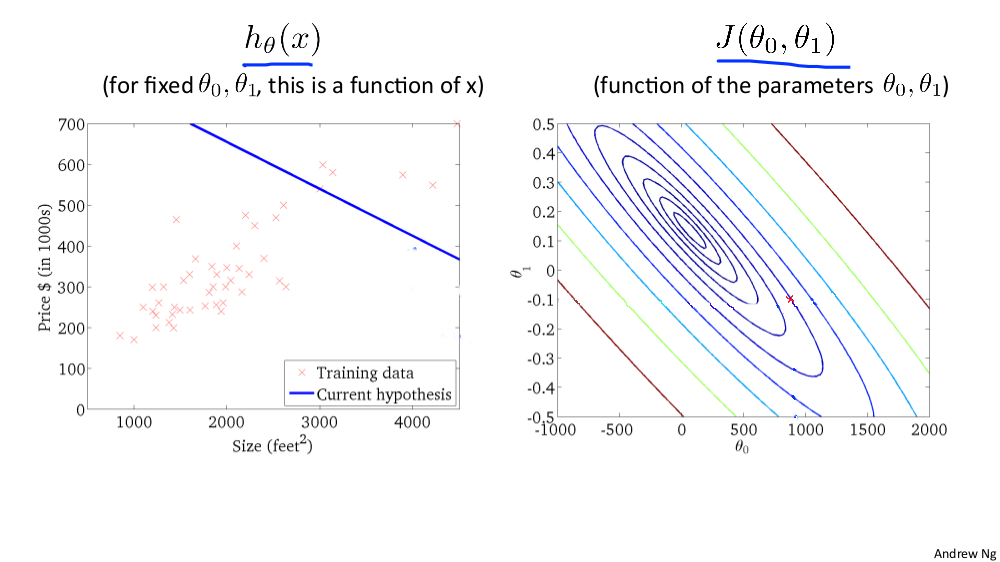 hθ(x)
(for fixed θ0, θ1, this is a function of x)
700
600
500
400
300
200
100
0
Price $ (in 1000s)
1000
2000
3000
4000
Size (feet2)
Training data
Current hypothesis
J(θ0, θ1)
(function of the parameters θ0, θ1)
0.5
0.4
0.3
0.2
0.1
0
-0.1
-0.2
-0.3
-0.4
-0.5
θ1
-1000
-500
0
500
1000
1500
2000
θ0
Andrew Ng